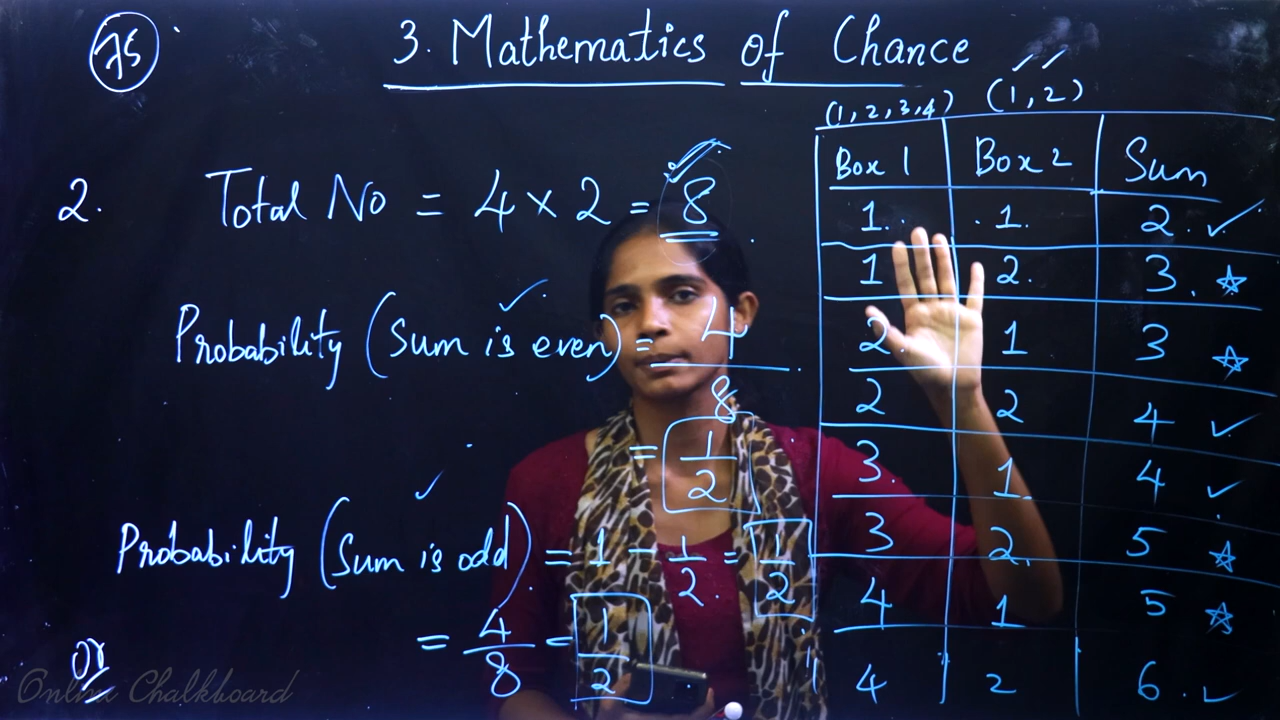 75
3. Mathematics of Chance
2. Total No = 4 × 2 = 8
Probability (Sum is even) = 4/8
= 1/2
Probability (Sum is odd) = 1 - 1/2 = 1/2
or = 4/8 = 1/2
(1, 2, 3, 4) (1, 2)
Box 1 Box 2 Sum
1 1 2 ✓
1 2 3 ☆
2 1 3 ☆
2 2 4 ✓
3 1 4 ✓
3 2 5 ☆
4 1 5 ☆
4 2 6 ✓
Online Chalkboard